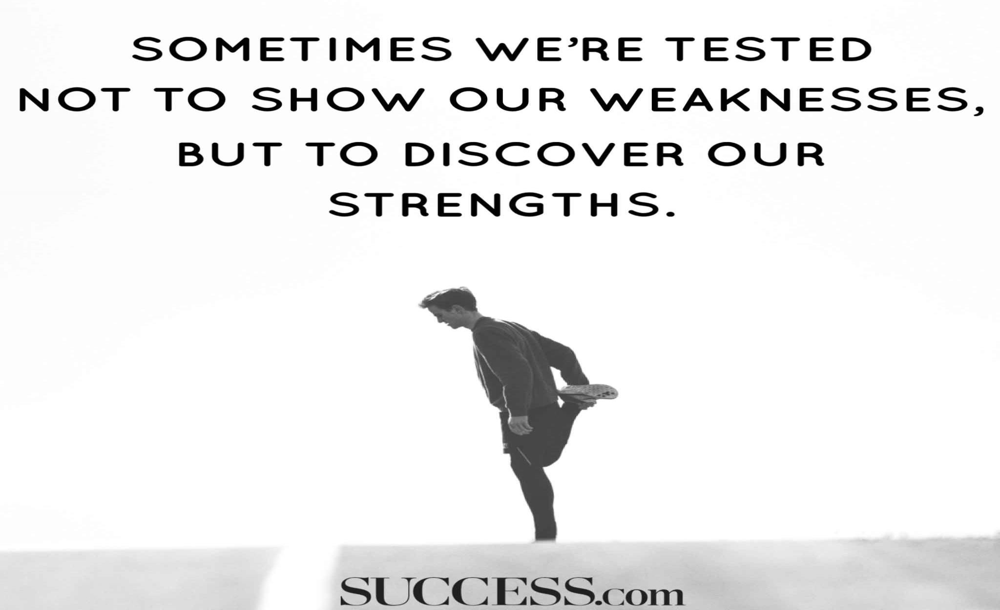 SOMETIMES WE’RE TESTED
NOT TO SHOW OUR WEAKNESSES,
BUT TO DISCOVER OUR
STRENGTHS.
SUCCESS.com